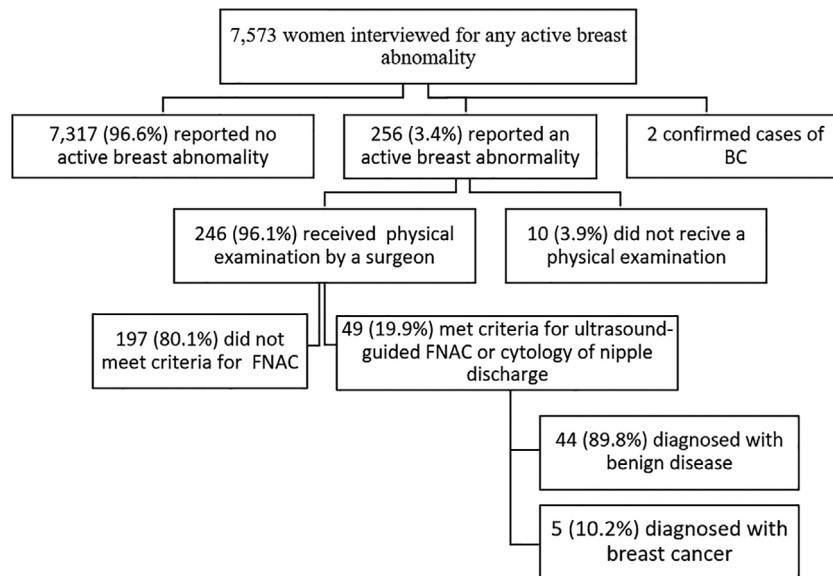 7,573 women interviewed for any active breast
abnomality
7,317 (96.6%) reported no
active breast abnomality
256 (3.4%) reported an
active breast abnormality
2 confirmed cases of
BC
246 (96.1%) received physical
examination by a surgeon
10 (3.9%) did not recive a
physical examination
197 (80.1%) did not
meet criteria for FNAC
49 (19.9%) met criteria for ultrasound-
guided FNAC or cytology of nipple
discharge
44 (89.8%) diagnosed with
benign disease
5 (10.2%) diagnosed with
breast cancer